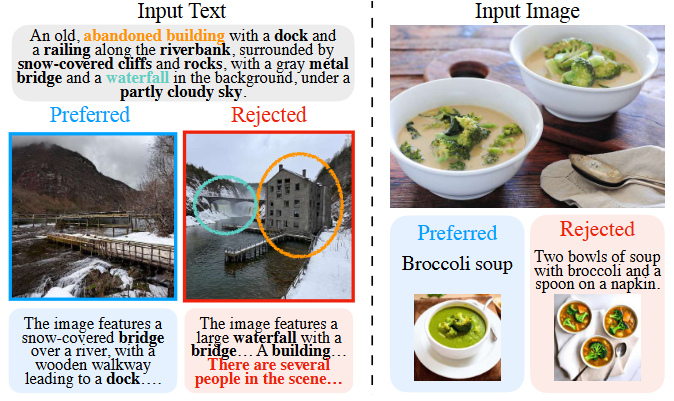 Input Text
An old, abandoned building with a dock and
a railing along the riverbank, surrounded by
snow-covered cliffs and rocks, with a gray metal
bridge and a waterfall in the background, under a
partly cloudy sky.
Preferred
Rejected
The image features a
snow-covered bridge
over a river, with a
wooden walkway
leading to a dock….
The image features a
large waterfall with a
bridge… A building…
There are several
people in the scene…
Input Image
Preferred
Broccoli soup
Rejected
Two bowls of soup
with broccoli and a
spoon on a napkin.